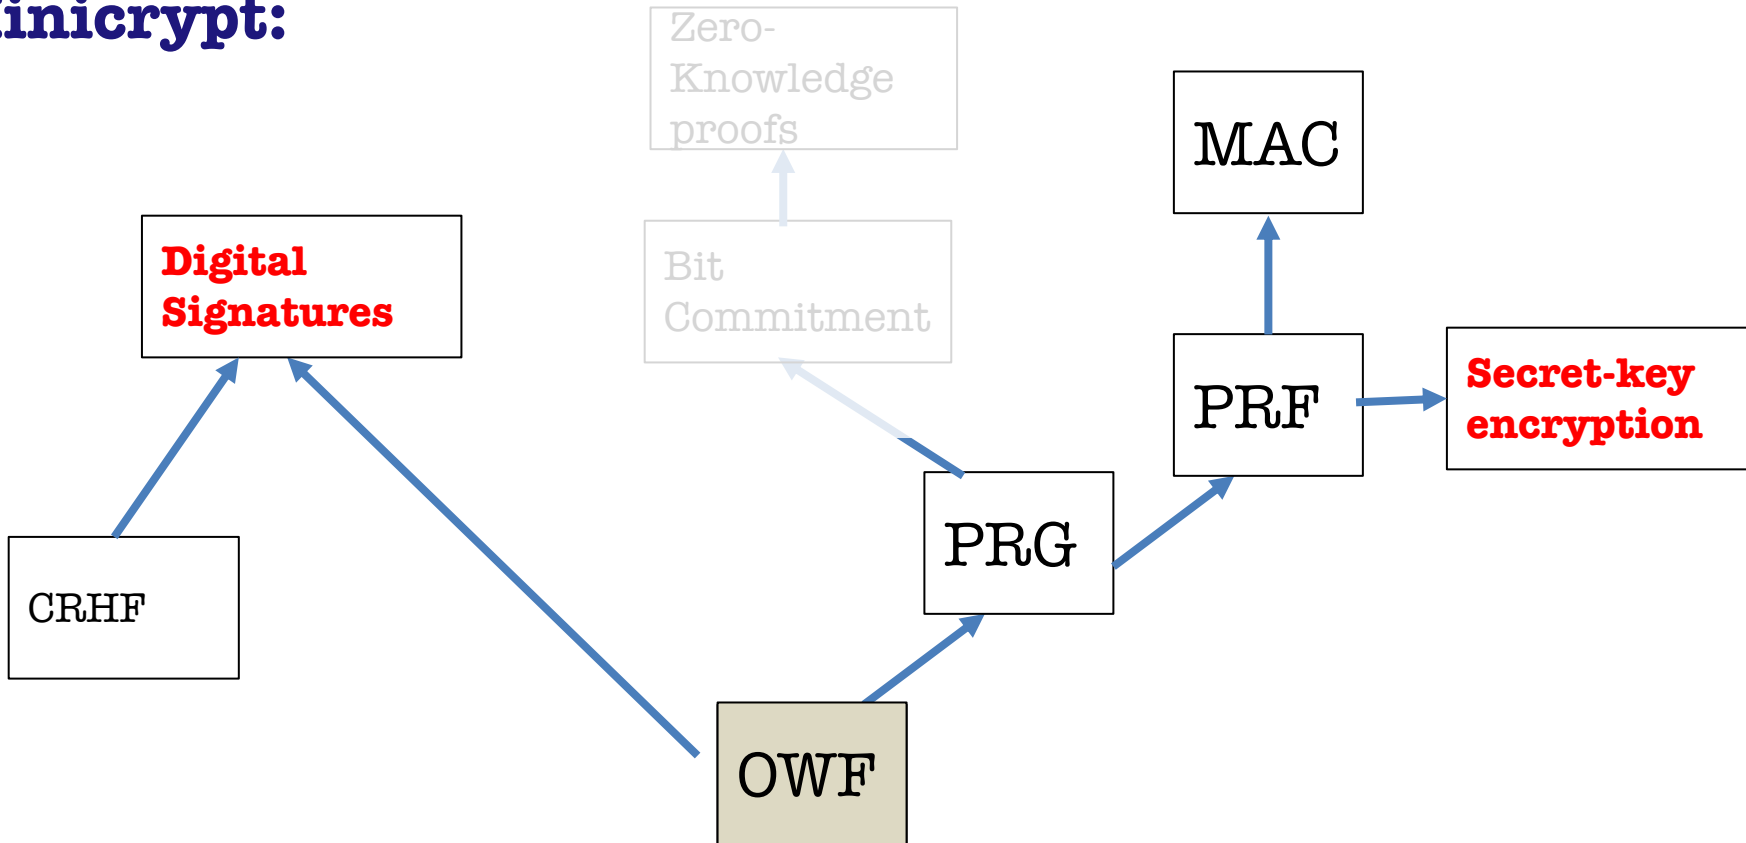 inicrypt:
Zero-
Knowledge
proofs
MAC
Digital
Signatures
Bit
Commitment
PRF
Secret-key
encryption
PRG
CRHF
OWF